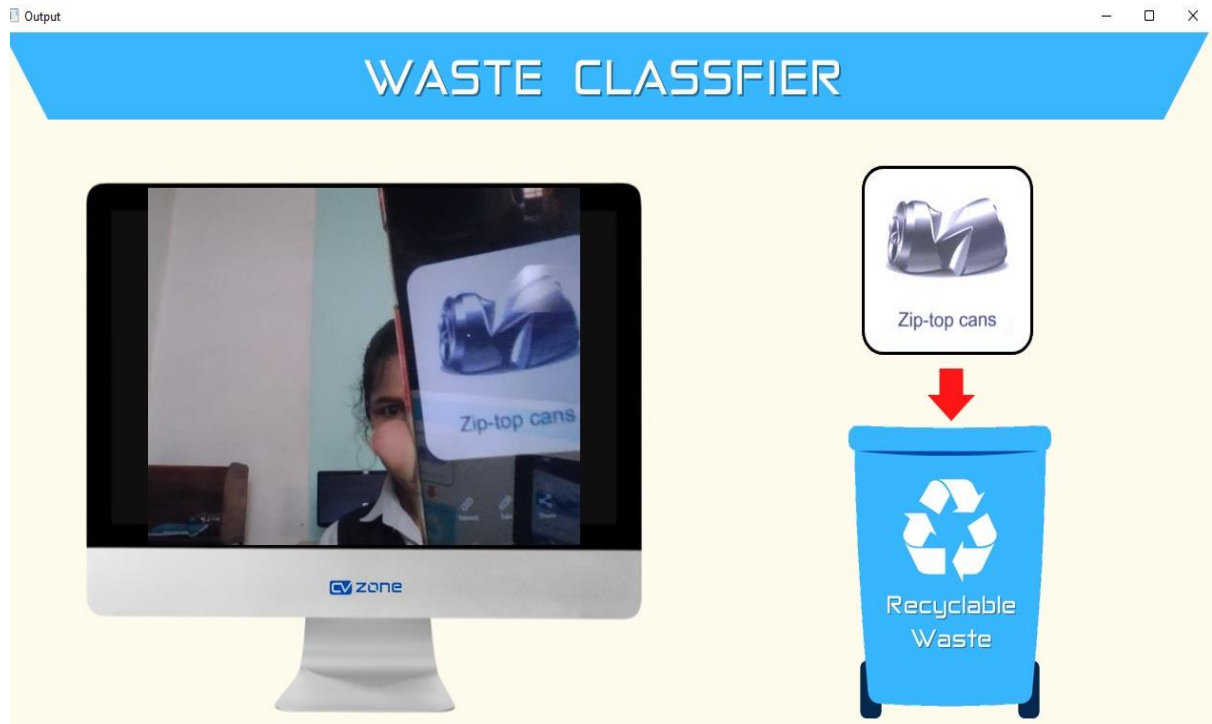 Output
WASTE CLASSFIER
Zip-top cans
Zip-top cans
CV zone
Recyclable
Waste